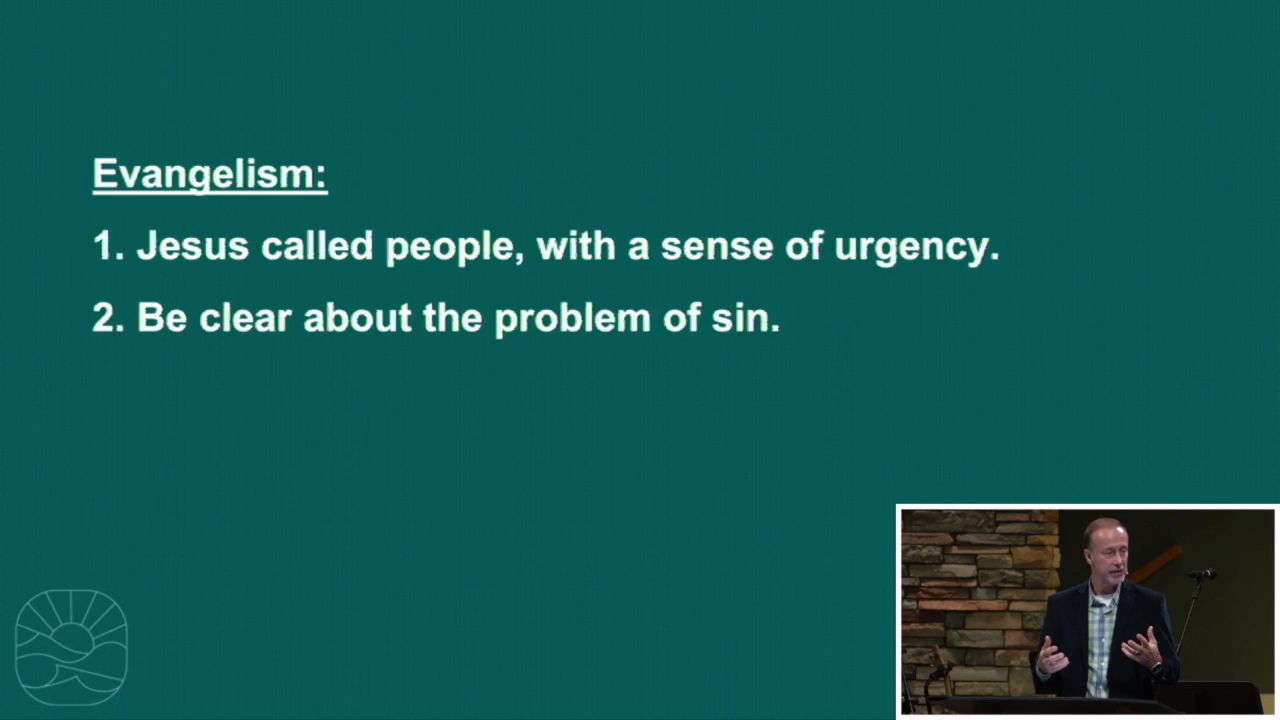 Evangelism:
1. Jesus called people, with a sense of urgency.
2. Be clear about the problem of sin.